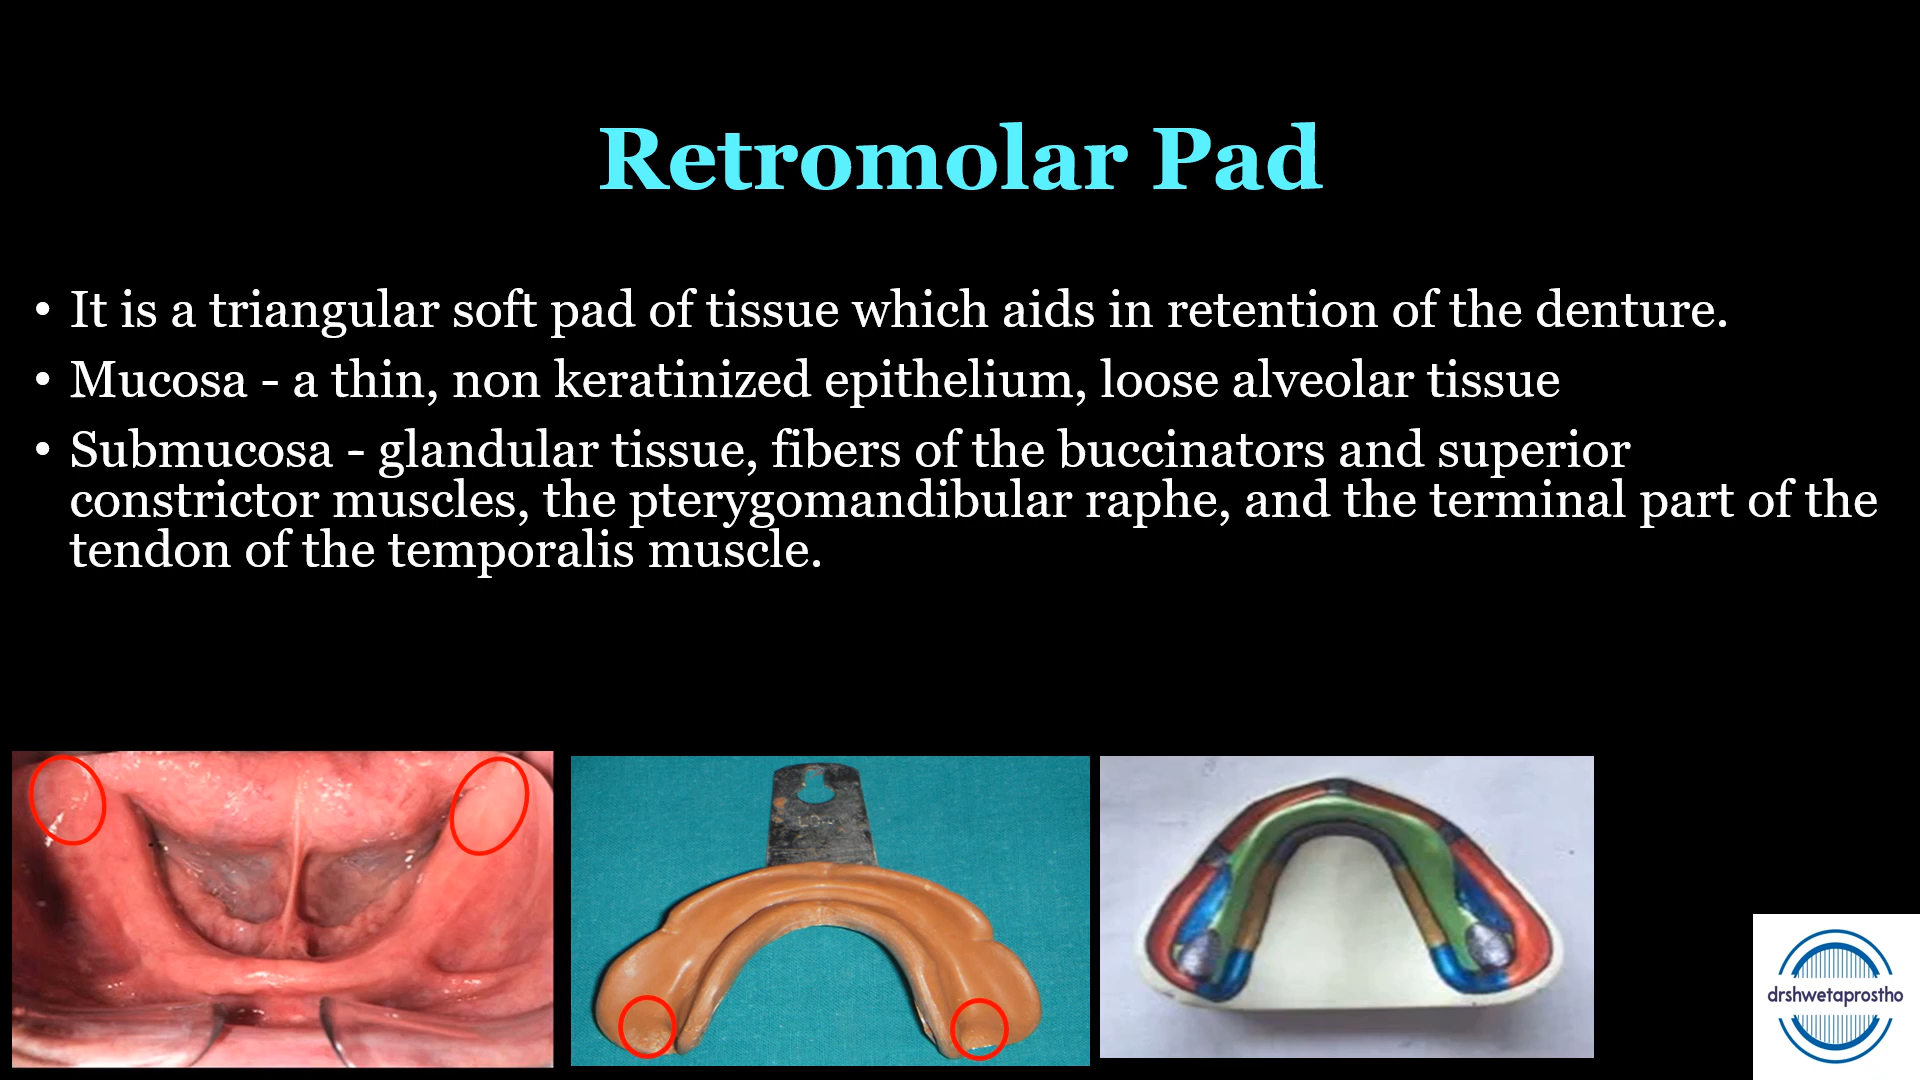 Retromolar Pad
• It is a triangular soft pad of tissue which aids in retention of the denture.
• Mucosa - a thin, non keratinized epithelium, loose alveolar tissue
• Submucosa - glandular tissue, fibers of the buccinators and superior
constrictor muscles, the pterygomandibular raphe, and the terminal part of the
tendon of the temporalis muscle.
drshwetaprostho